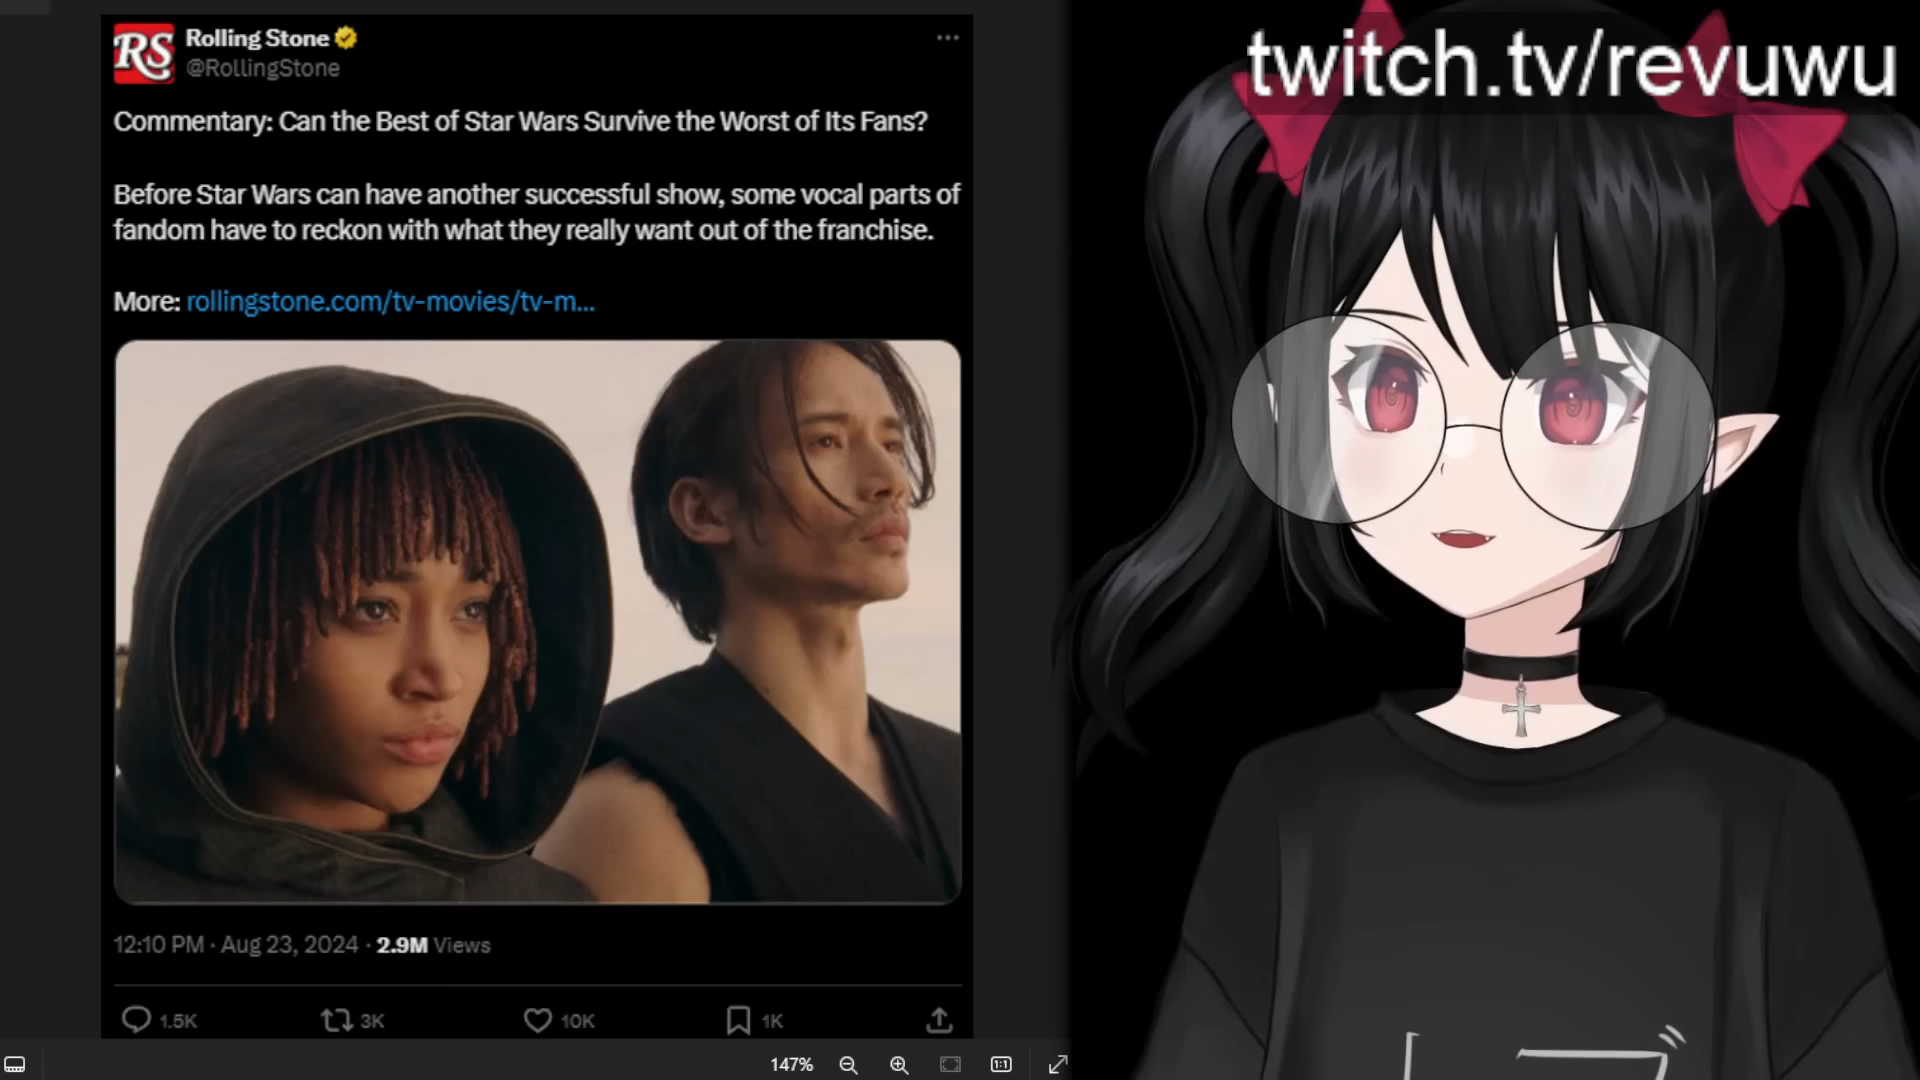 RS
Rolling Stone
@RollingStone
Commentary: Can the Best of Star Wars Survive the Worst of Its Fans?
Before Star Wars can have another successful show, some vocal parts of
fandom have to reckon with what they really want out of the franchise.
More: rollingstone.com/tv-movies/tv-m...
12:10 PM · Aug 23, 2024 · 2.9M Views
1.5K 3K 10K 1K
147% 1:1
twitch.tv/revuwu